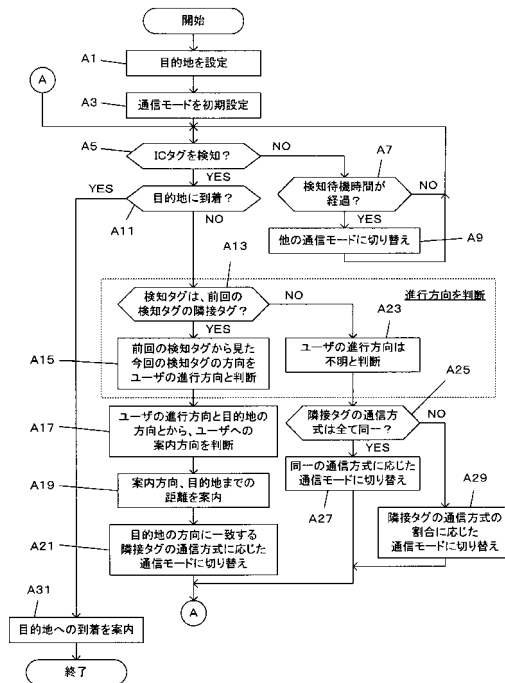 開始
A1
目的地を設定
A
A3
通信モードを初期設定
A5
ICタグを検知?
NO
A7
YES
検知待機時間が
経過?
NO
YES
目的地に到着?
YES
A11
NO
他の通信モードに切り替え
A9
A13
進行方向を判断
検知タグは、前回の
検知タグの隣接タグ?
NO
A23
YES
A15
前回の検知タグから見た
今回の検知タグの方向を
ユーザの進行方向と判断
ユーザの進行方向は
不明と判断
A25
A17
ユーザの進行方向と目的地の
方向とから、ユーザへの
案内方向を判断
隣接タグの通信方
式は全て同一?
NO
YES
A19
案内方向、目的地までの
距離を案内
同一の通信方式に応じた
通信モードに切り替え
A27
A29
隣接タグの通信方式の
割合に応じた
通信モードに切り替え
A21
目的地の方向に一致する
隣接タグの通信方式に応じた
通信モードに切り替え
A
A31
目的地への到着を案内
終了